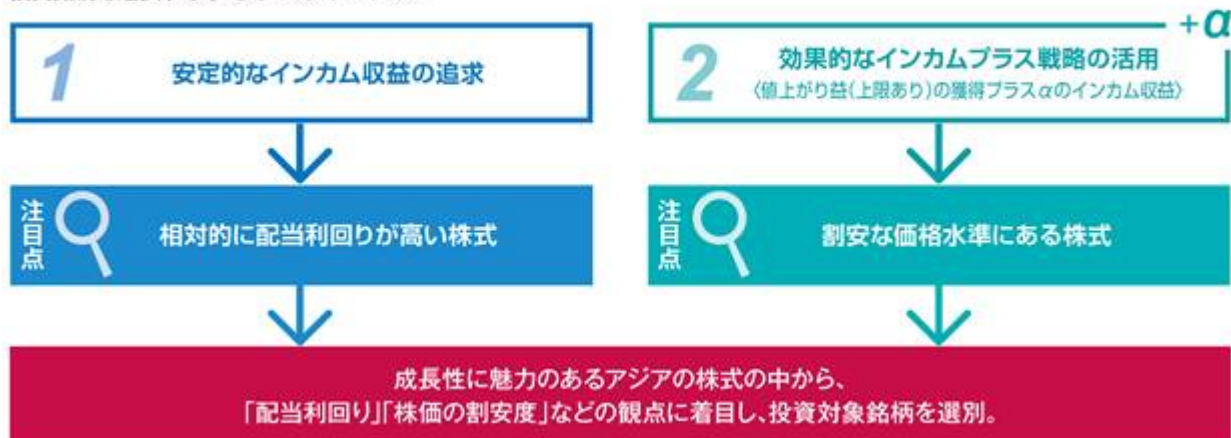 +α
1
安定的なインカム収益の追求
2
効果的なインカムプラス戦略の活用
〈値上がり益(上限あり)の獲得プラスαのインカム収益〉
注目点
相対的に配当利回りが高い株式
注目点
割安な価格水準にある株式
成長性に魅力のあるアジアの株式の中から、
「配当利回り」「株価の割安度」などの観点に着目し、投資対象銘柄を選別。